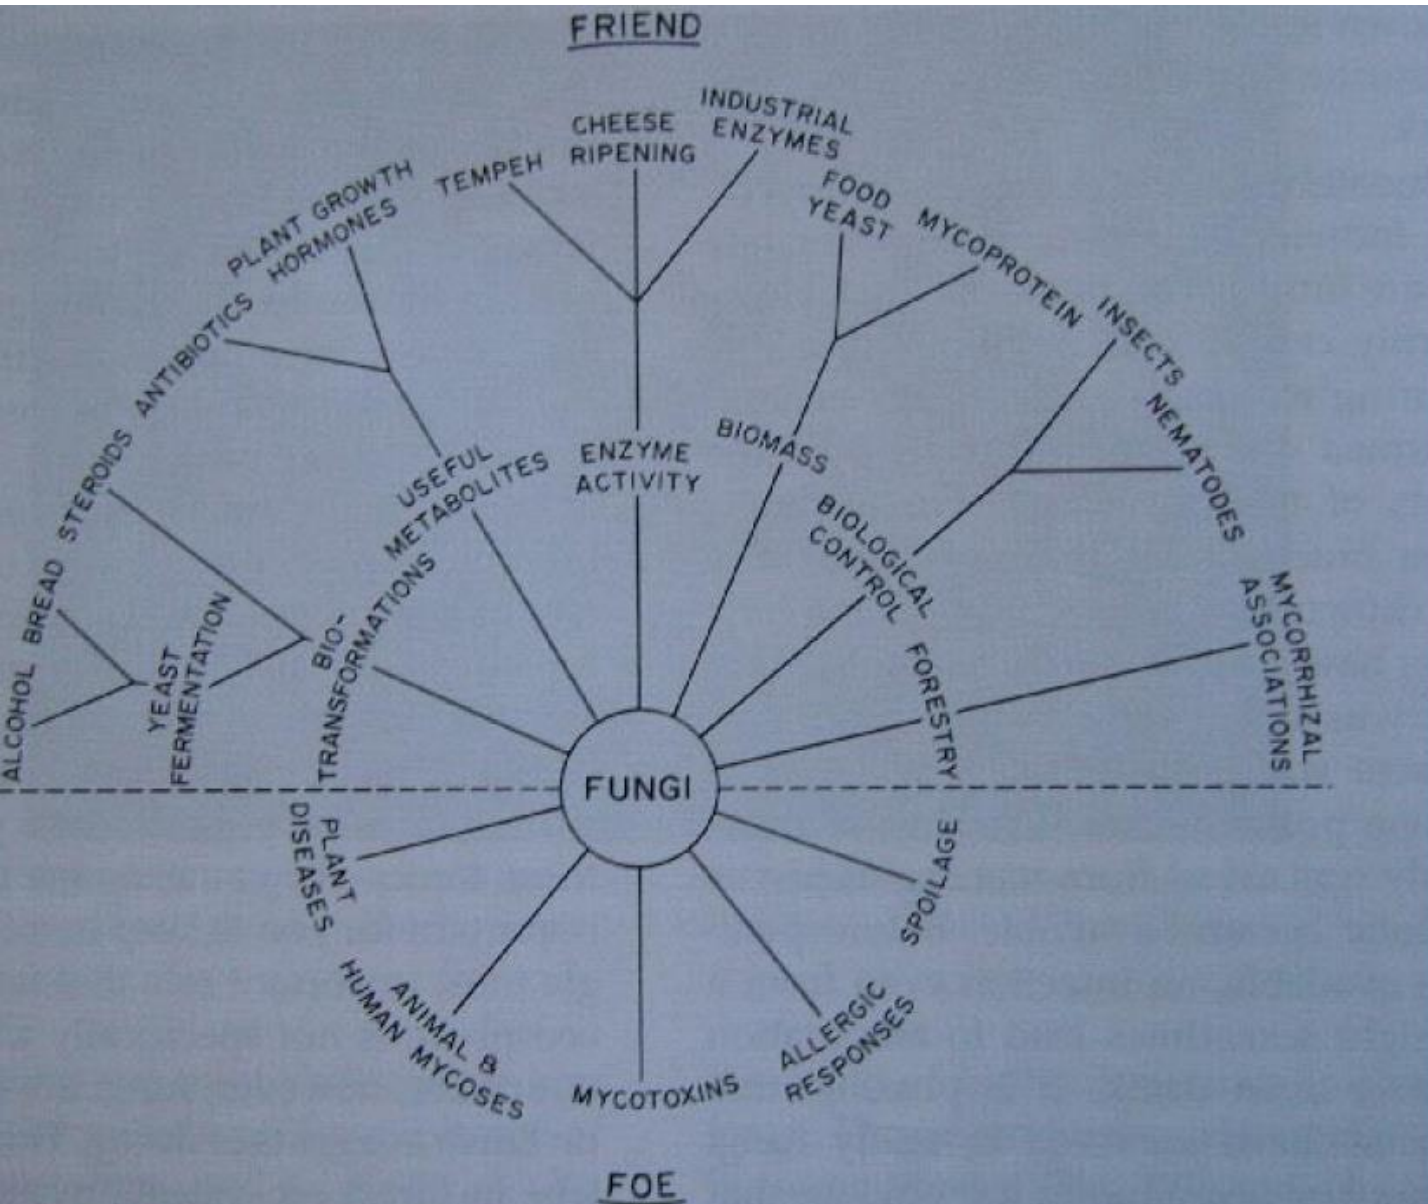 FRIEND
INDUSTRIAL
ENZYMES
CHEESE
RIPENING
TEMPEH
FOOD
YEAST
PLANT GROWTH
HORMONES
MYCOPROTEIN
ANTIBIOTICS
INSECTS
NEMATODES
STEROIDS
USEFUL
METABOLITES
ENZYME
ACTIVITY
BIOMASS
BIOLOGICAL
CONTROL
BREAD
ALCOHOL
YEAST
FERMENTATION
BIO-
TRANSFORMATIONS
FORESTRY
MYCORRHIZAL
ASSOCIATIONS
FUNGI
PLANT
DISEASES
SPOILAGE
ANIMAL &
HUMAN MYCOSES
MYCOTOXINS
ALLERGIC
RESPONSES
FOE